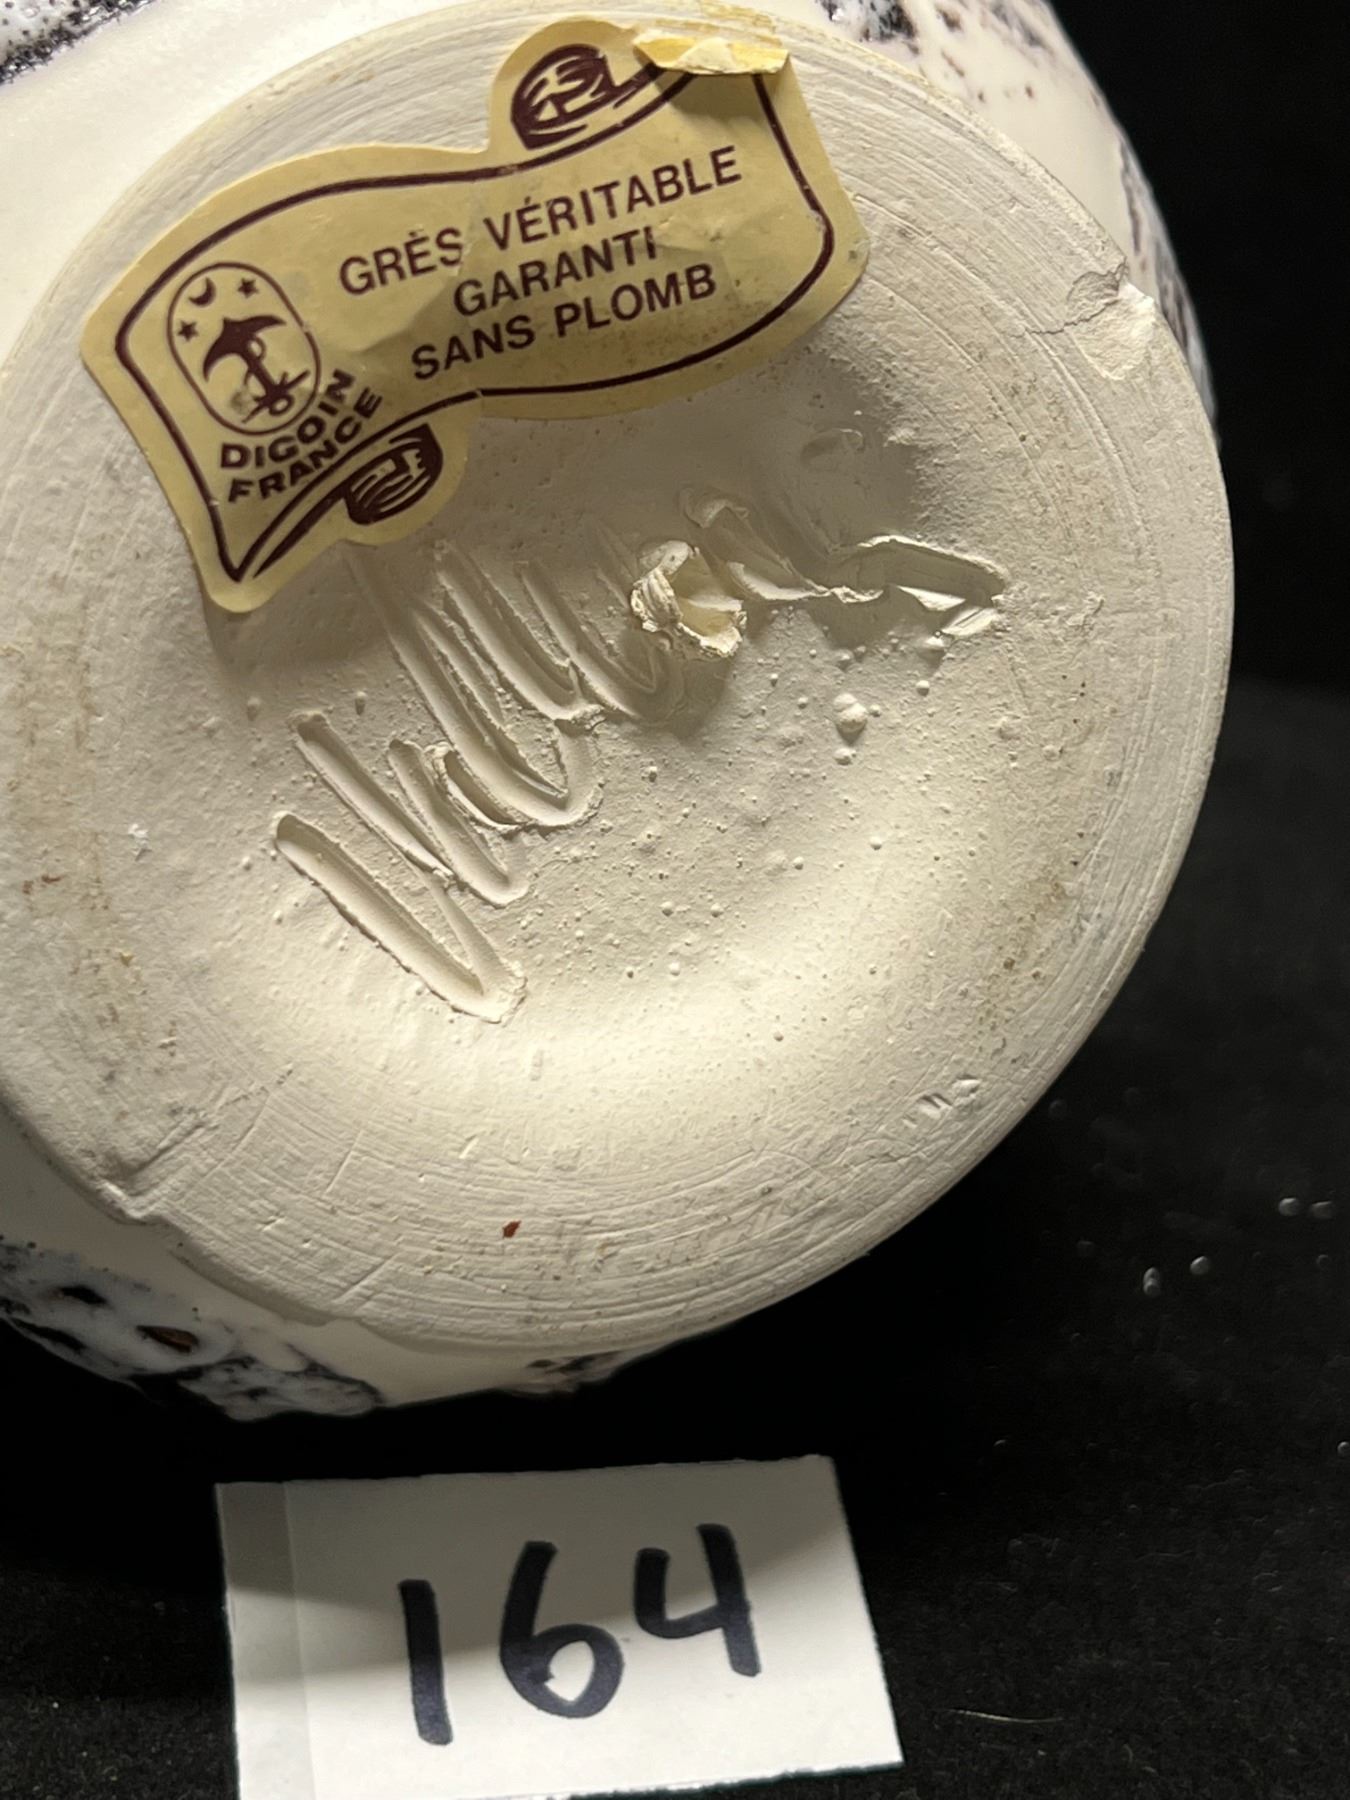 GRÈS VÉRITABLE
GARANTI
SANS PLOMB
DIGOIN
FRANCE
164